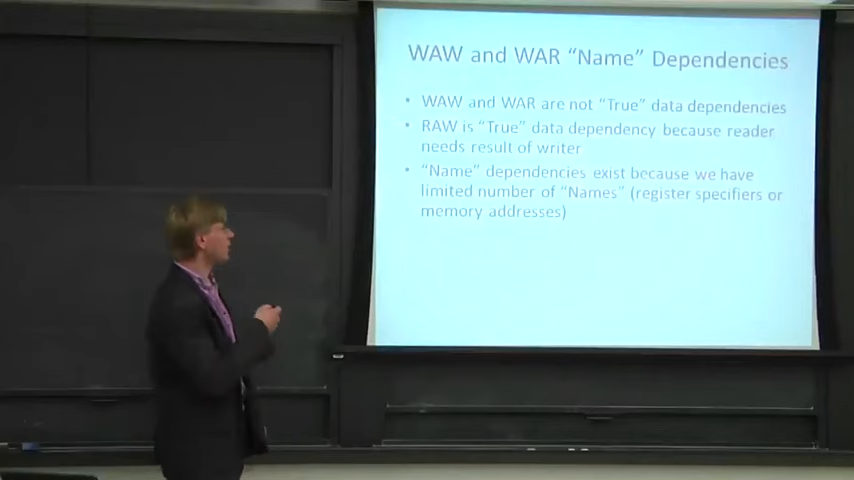 WAW and WAR “Name” Dependencies
• WAW and WAR are not “True” data dependencies
• RAW is “True” data dependency because reader
needs result of writer
• “Name” dependencies exist because we have
limited number of “Names” (register specifiers or
memory addresses)